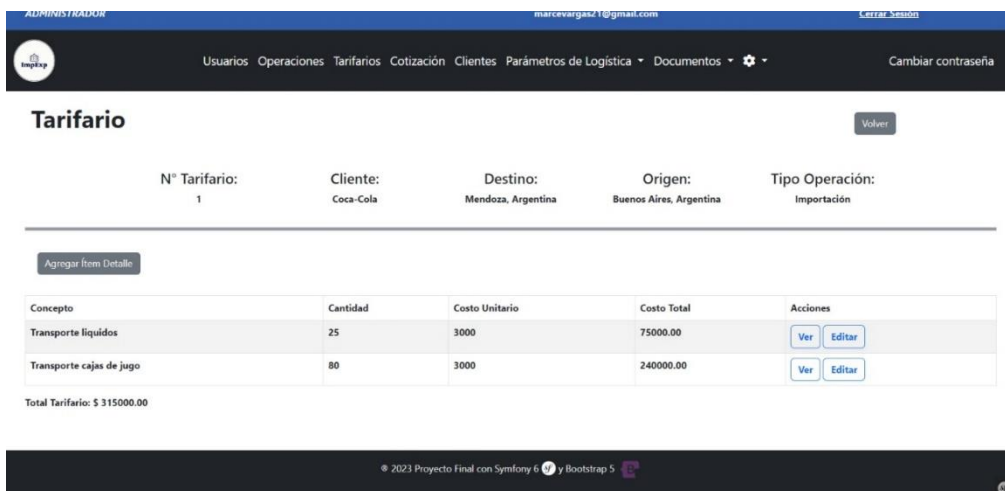 ADMINISTRADOR marcevargas21@gmail.com Cerrar Sesión
ImpExp Usuarios Operaciones Tarifarios Cotización Clientes Parámetros de Logística Documentos Cambiar contraseña
Tarifario Volver
N° Tarifario: Cliente: Destino: Origen: Tipo Operación:
1 Coca-Cola Mendoza, Argentina Buenos Aires, Argentina Importación
Agregar Ítem Detalle
Concepto Cantidad Costo Unitario Costo Total Acciones
Transporte liquidos 25 3000 75000.00 Ver Editar
Transporte cajas de jugo 80 3000 240000.00 Ver Editar
Total Tarifario: $ 315000.00
® 2023 Proyecto Final con Symfony 6 sf y Bootstrap 5 B